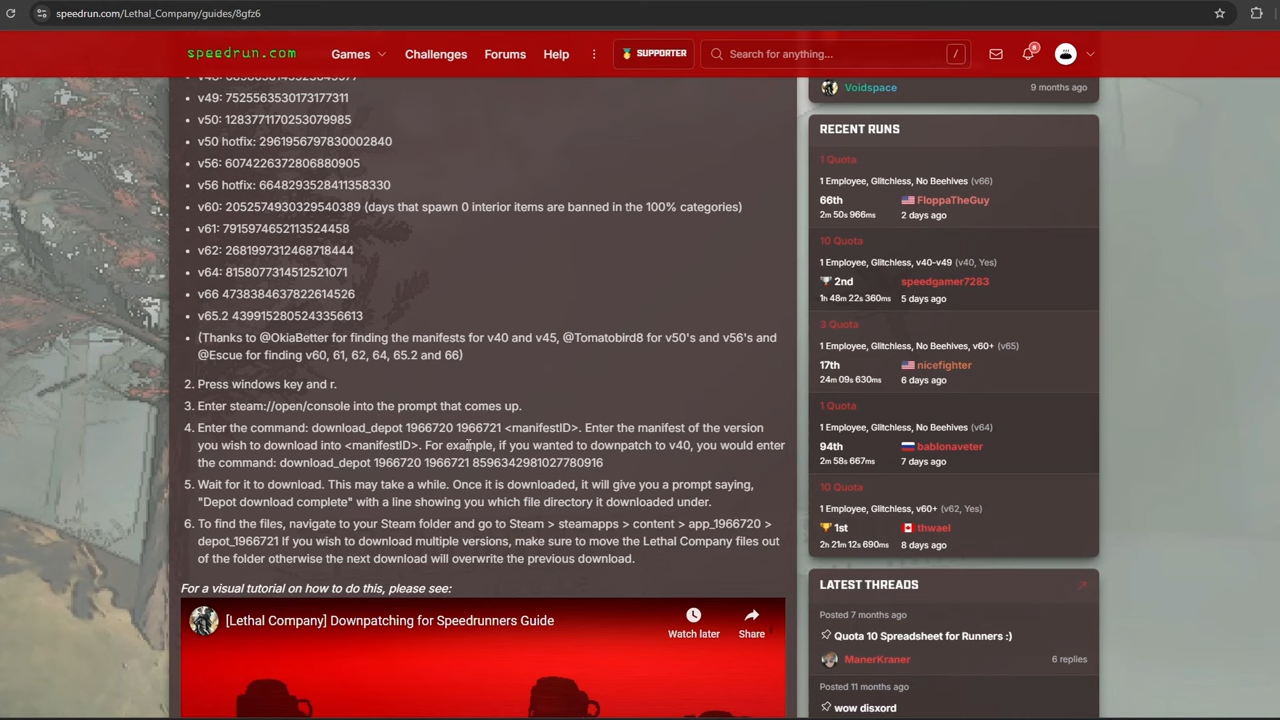 speedrun.com/Lethal_Company/guides/8gfz6
speedrun.com
Games
Challenges
Forums
Help
SUPPORTER
Search for anything...
/
8
v49: 7525563530173177311
v50: 1283771170253079985
v50 hotfix: 2961956797830002840
v56: 6074226372806880905
v56 hotfix: 6648293528411358330
v60: 2052574930329540389 (days that spawn 0 interior items are banned in the 100% categories)
v61: 7915974652113524458
v62: 2681997312468718444
v64: 8158077314512521071
v66 4738384637822614526
v65.2 4399152805243356613
(Thanks to @OkiaBetter for finding the manifests for v40 and v45, @Tomatobird8 for v50's and v56's and
@Escue for finding v60, 61, 62, 64, 65.2 and 66)
2. Press windows key and r.
3. Enter steam://open/console into the prompt that comes up.
4. Enter the command: download_depot 1966720 1966721 <manifestID>. Enter the manifest of the version
you wish to download into <manifestID>. For example, if you wanted to downpatch to v40, you would enter
the command: download_depot 1966720 1966721 8596342981027780916
5. Wait for it to download. This may take a while. Once it is downloaded, it will give you a prompt saying,
"Depot download complete" with a line showing you which file directory it downloaded under.
6. To find the files, navigate to your Steam folder and go to Steam > steamapps > content > app_1966720 >
depot_1966721 If you wish to download multiple versions, make sure to move the Lethal Company files out
of the folder otherwise the next download will overwrite the previous download.
For a visual tutorial on how to do this, please see:
[Lethal Company] Downpatching for Speedrunners Guide
Watch later
Share
Voidspace
9 months ago
RECENT RUNS
1 Quota
1 Employee, Glitchless, No Beehives (v66)
66th
FloppaTheGuy
2m 50s 966ms
2 days ago
10 Quota
1 Employee, Glitchless, v40-v49 (v40, Yes)
2nd
speedgamer7283
1h 48m 22s 360ms
5 days ago
3 Quota
1 Employee, Glitchless, No Beehives, v60+ (v65)
17th
nicefighter
24m 09s 630ms
6 days ago
1 Quota
1 Employee, Glitchless, No Beehives (v64)
94th
bablonaveter
2m 58s 667ms
7 days ago
10 Quota
1 Employee, Glitchless, v60+ (v62, Yes)
1st
thwael
2h 21m 12s 690ms
8 days ago
LATEST THREADS
Posted 7 months ago
Quota 10 Spreadsheet for Runners :)
ManerKraner
6 replies
Posted 11 months ago
wow disxord